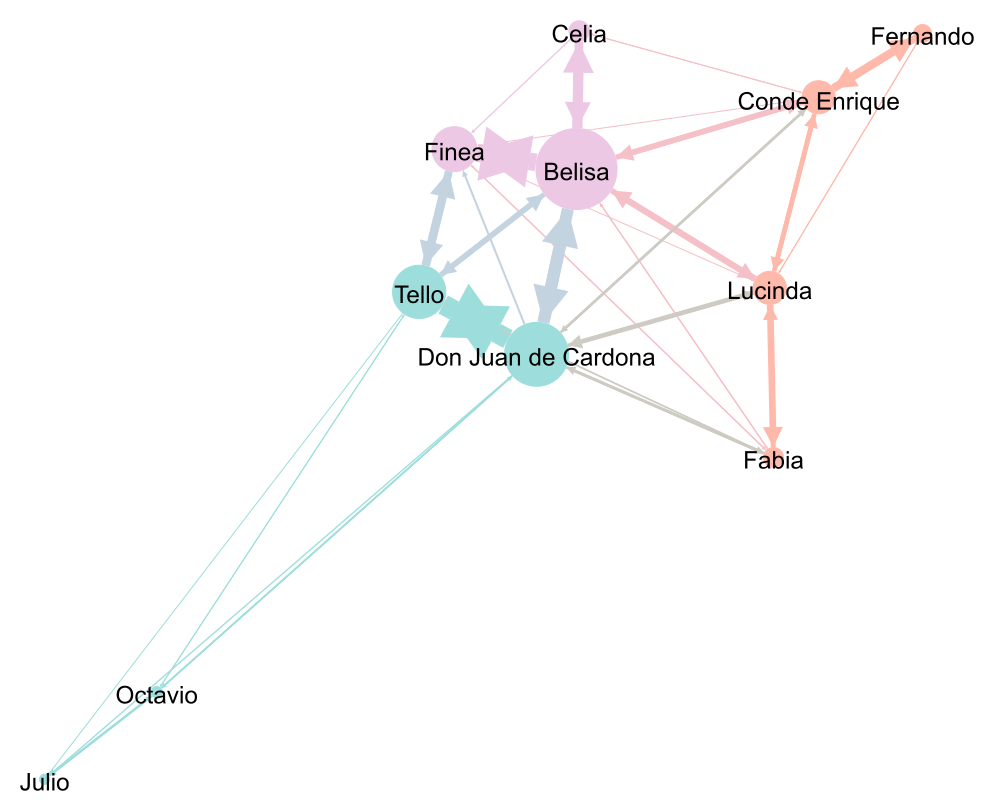 Celia
Fernando
Conde Enrique
Finea
Belisa
Tello
Lucinda
Don Juan de Cardona
Fabia
Octavio
Julio